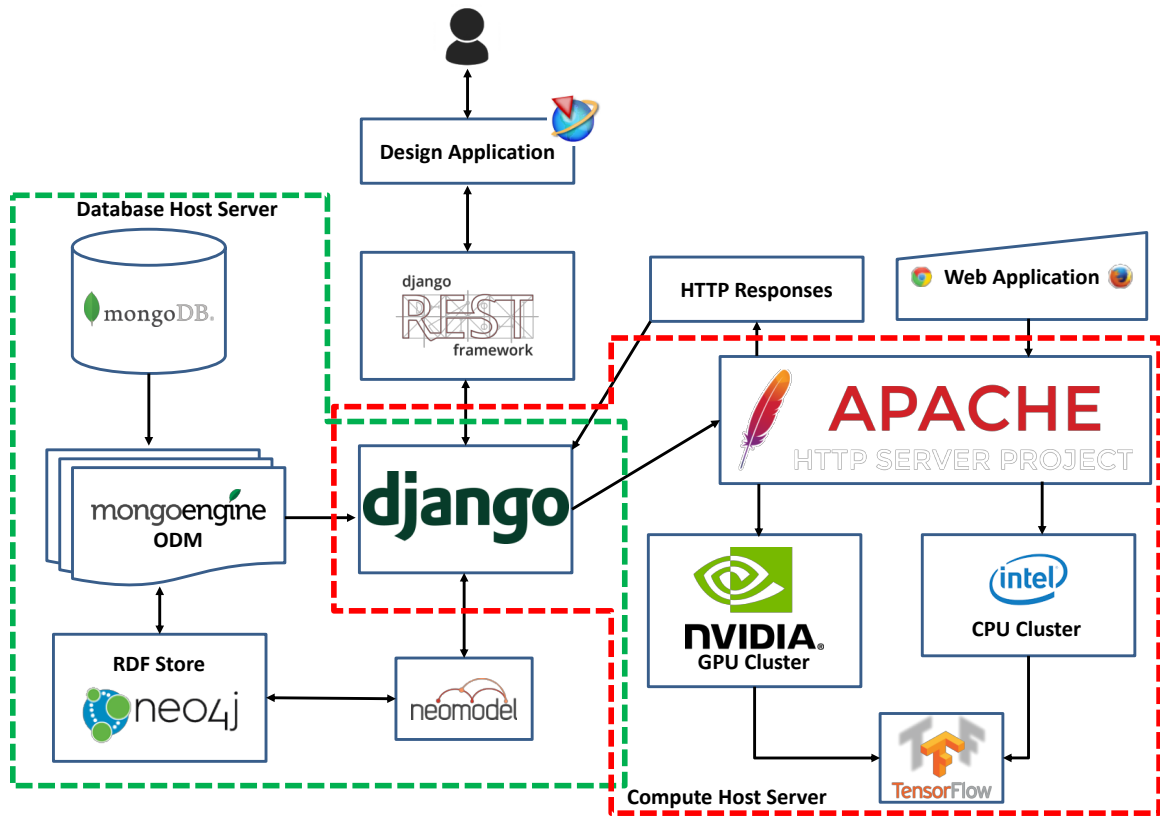 Design Application
Database Host Server
mongoDB.
django
REST
framework
HTTP Responses
Web Application
APACHE
HTTP SERVER PROJECT
mongoengine
ODM
django
nVIDIA®
GPU Cluster
intel
CPU Cluster
RDF Store
neo4j
neomodel
TensorFlow
Compute Host Server